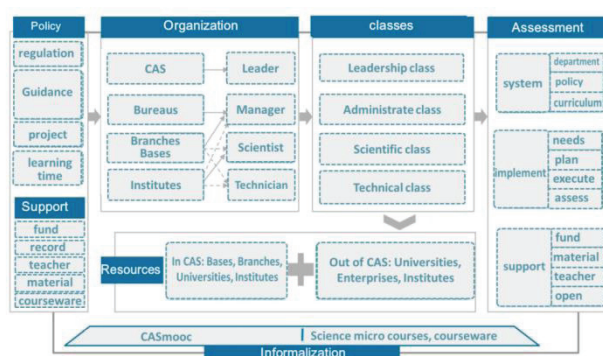 Policy
regulation
Guidance
project
learning
time
Support
fund
record
teacher
material
courseware
Organization
CAS
Bureaus
Branches
Bases
Institutes
Leader
Manager
Scientist
Technician
classes
Leadership class
Administrate class
Scientific class
Technical class
Resources
In CAS: Bases, Branches,
Universities, Institutes
Out of CAS: Universities,
Enterprises, Institutes
Assessment
system
department
policy
curriculum
implement
needs
plan
execute
assess
support
fund
material
teacher
open
CASmooc
Science micro courses, courseware
Informalization